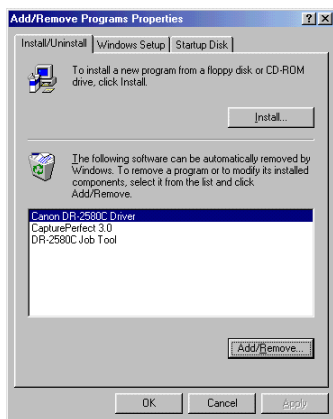 Add/Remove Programs Properties
Install/Uninstall Windows Setup Startup Disk
To install a new program from a floppy disk or CD-ROM
drive, click Install.
Install...
The following software can be automatically removed by
Windows. To remove a program or to modify its installed
components, select it from the list and click
Add/Remove.
Canon DR-2580C Driver
CapturePerfect 3.0
DR-2580C Job Tool
Add/Remove...
OK Cancel Apply